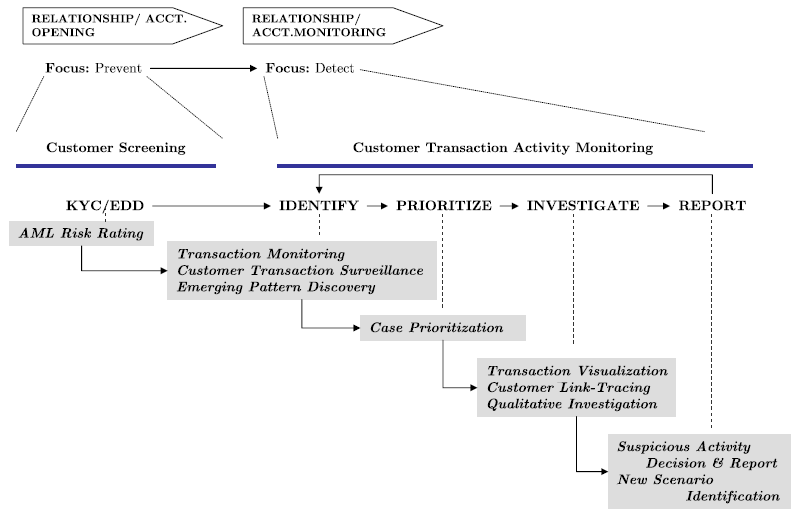 RELATIONSHIP/ ACCT.
OPENING
RELATIONSHIP/
ACCT.MONITORING
Focus: Prevent
Focus: Detect
Customer Screening
Customer Transaction Activity Monitoring
KYC/EDD
IDENTIFY
PRIORITIZE
INVESTIGATE
REPORT
AML Risk Rating
Transaction Monitoring
Customer Transaction Surveillance
Emerging Pattern Discovery
Case Prioritization
Transaction Visualization
Customer Link-Tracing
Qualitative Investigation
Suspicious Activity
Decision & Report
New Scenario
Identification